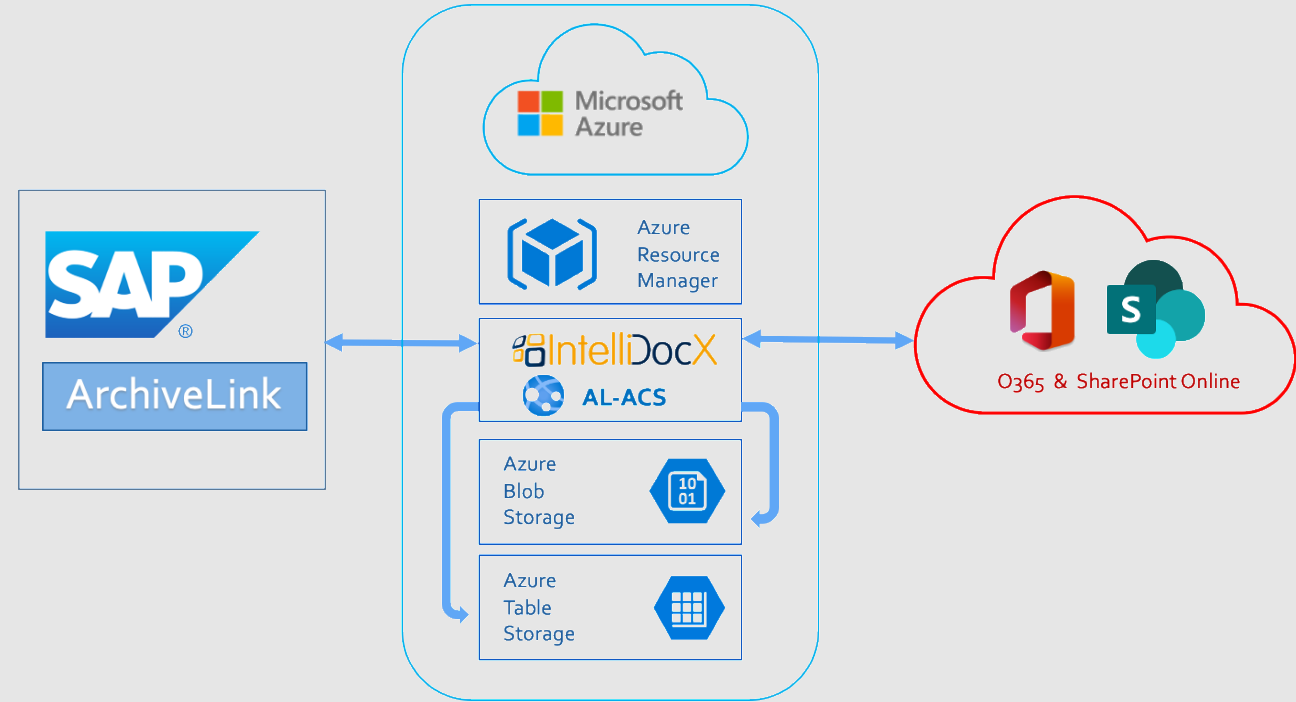 Microsoft
Azure
SAP
®
ArchiveLink
Azure
Resource
Manager
IntelliDocX
AL-ACS
Azure
Blob
Storage
10
01
Azure
Table
Storage
S
O365 & SharePoint Online